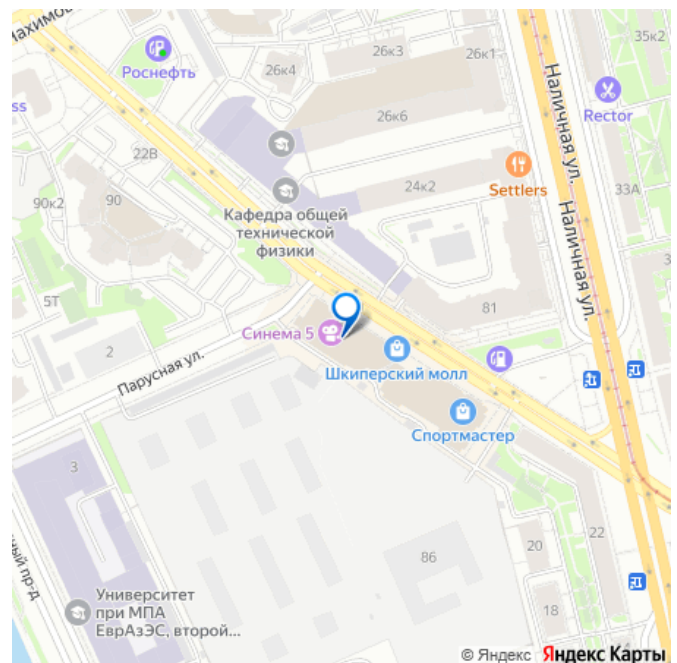 26к3
26к1
35к2
Роснефть
26к4
Наличная ул.
Rector
ss
26к6
22В
Settlers
33А
24к2
90к2
90
Кафедра общей
технической
физики
Наличная ул.
5Т
81
2
Синема 5
Парусная ул.
Шкиперский молл
Спортмастер
3
22
20
86
Университет
при МПА
ЕврАзЭС, второй...
18
© Яндекс Яндекс Карты